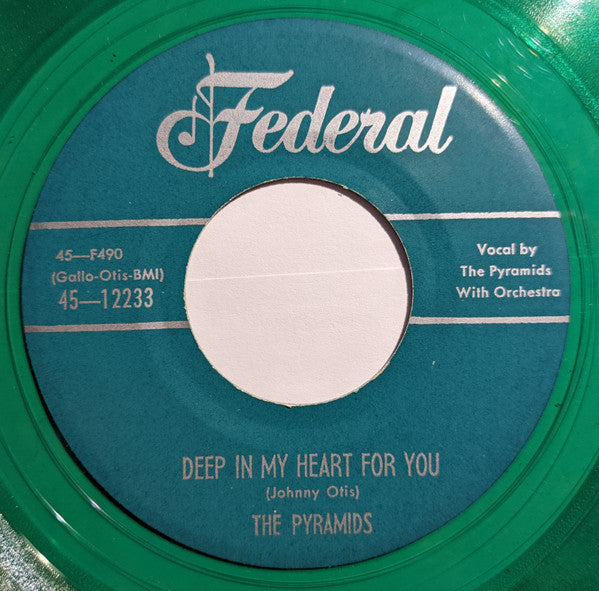 Federal
45—F490
(Gallo-Otis-BMI)
45—12233
Vocal by
The Pyramids
With Orchestra
DEEP IN MY HEART FOR YOU
(Johnny Otis)
THE PYRAMIDS